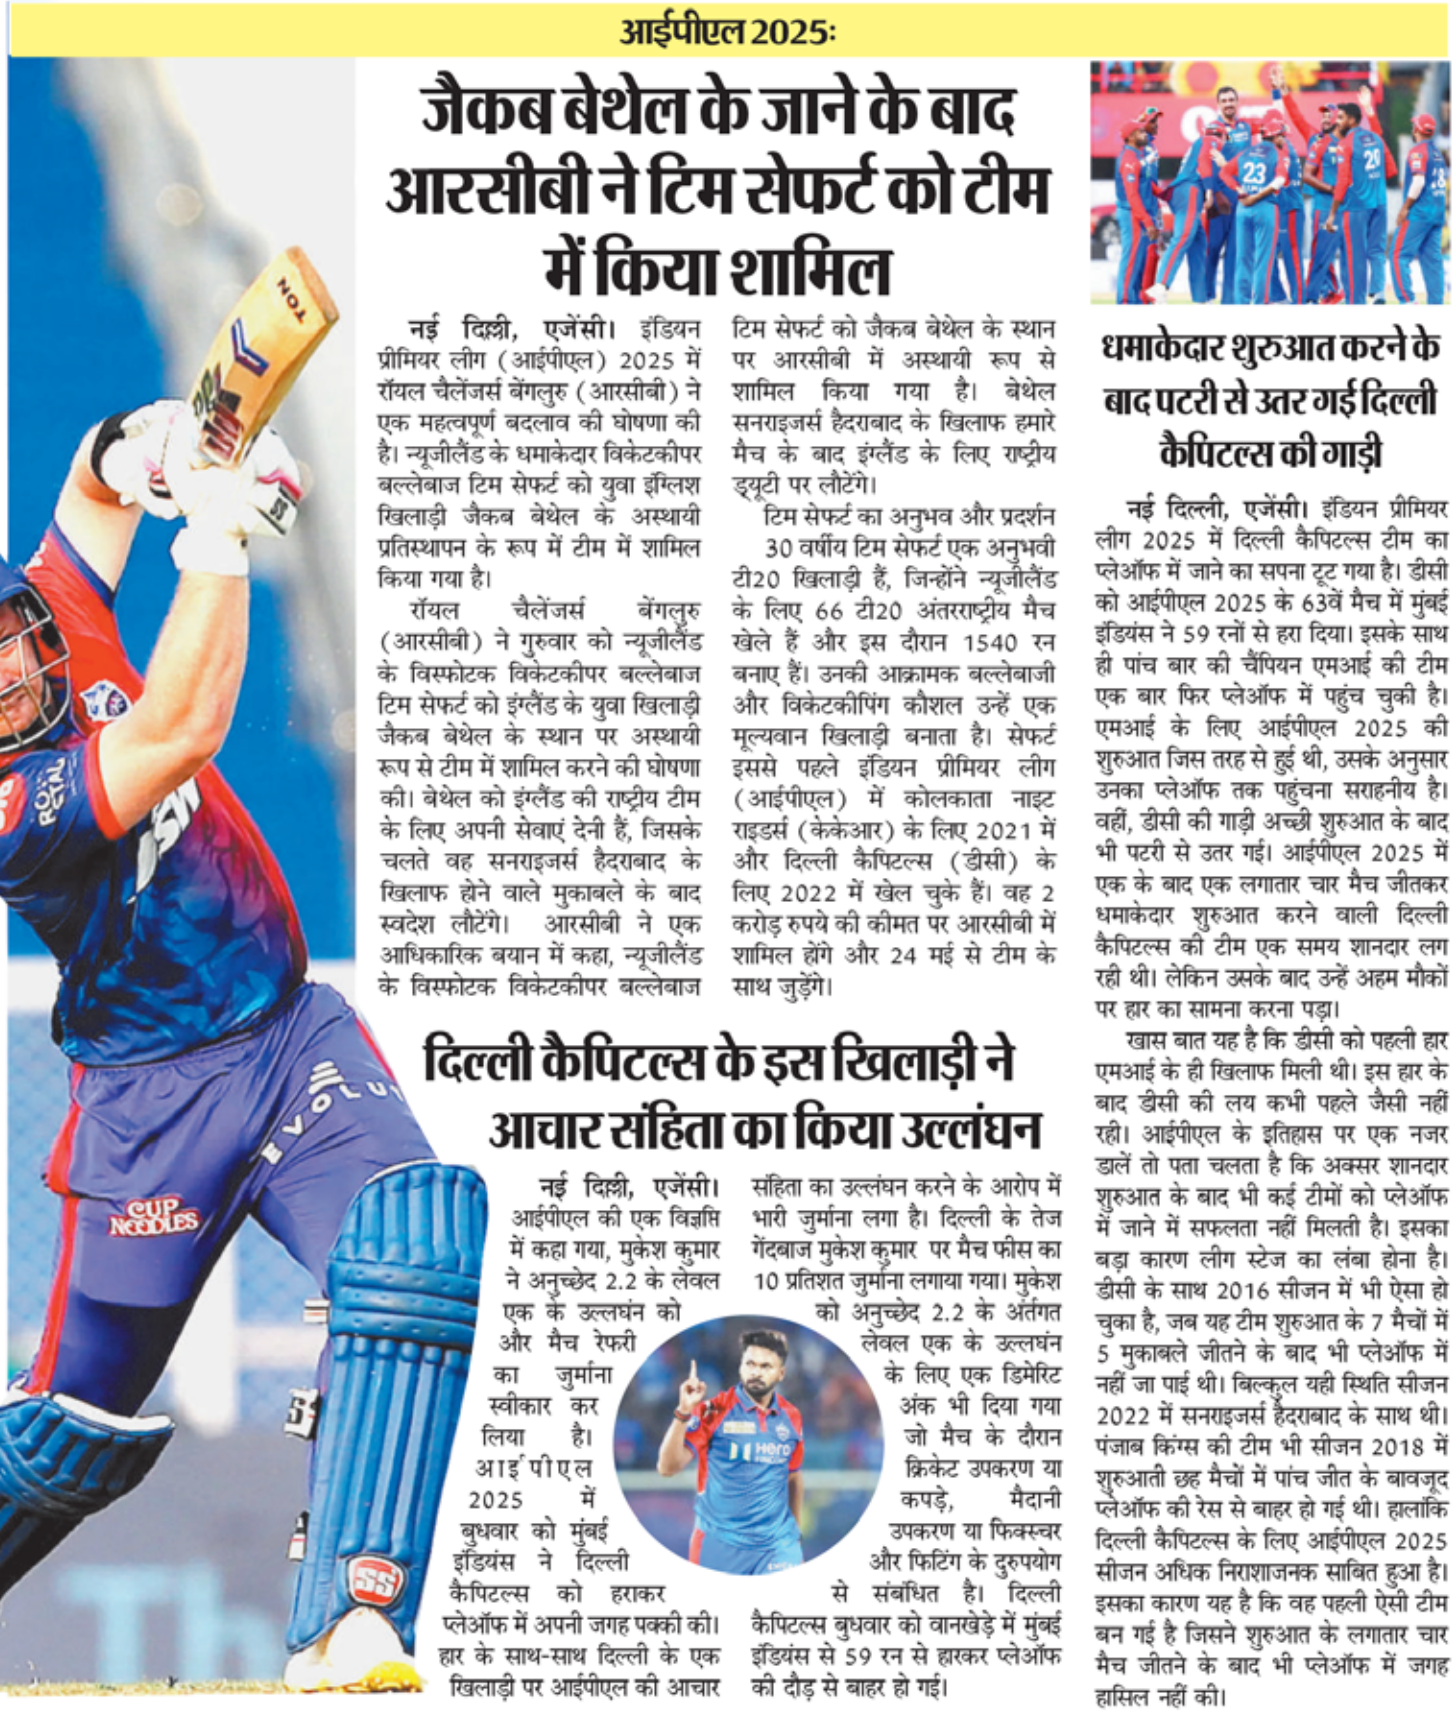 आईपीएल 2025ः
जैकब बेथेल के जाने के बाद
आरसीबी ने टिम सेफर्ट को टीम
में किया शामिल
नई दिल्ली, एजेंसी। इंडियन
प्रीमियर लीग (आईपीएल) 2025 में
रॉयल चैलेंजर्स बेंगलुरु (आरसीबी) ने
एक महत्वपूर्ण बदलाव की घोषणा की
है। न्यूजीलैंड के धमाकेदार विकेटकीपर
बल्लेबाज टिम सेफर्ट को युवा इंग्लिश
खिलाड़ी जैकब बेथेल के अस्थायी
प्रतिस्थापन के रूप में टीम में शामिल
किया गया है।
रॉयल चैलेंजर्स बेंगलुरु
(आरसीबी) ने गुरुवार को न्यूजीलैंड
के विस्फोटक विकेटकीपर बल्लेबाज
टिम सेफर्ट को इंग्लैंड के युवा खिलाड़ी
जैकब बेथेल के स्थान पर अस्थायी
रूप से टीम में शामिल करने की घोषणा
की। बेथेल को इंग्लैंड की राष्ट्रीय टीम
के लिए अपनी सेवाएं देनी हैं, जिसके
चलते वह सनराइजर्स हैदराबाद के
खिलाफ होने वाले मुकाबले के बाद
स्वदेश लौटेंगे। आरसीबी ने एक
आधिकारिक बयान में कहा, न्यूजीलैंड
के विस्फोटक विकेटकीपर बल्लेबाज
टिम सेफर्ट को जैकब बेथेल के स्थान
पर आरसीबी में अस्थायी रूप से
शामिल किया गया है। बेथेल
सनराइजर्स हैदराबाद के खिलाफ हमारे
मैच के बाद इंग्लैंड के लिए राष्ट्रीय
ड्यूटी पर लौटेंगे।
टिम सेफर्ट का अनुभव और प्रदर्शन
30 वर्षीय टिम सेफर्ट एक अनुभवी
टी20 खिलाड़ी हैं, जिन्होंने न्यूजीलैंड
के लिए 66 टी20 अंतरराष्ट्रीय मैच
खेले हैं और इस दौरान 1540 रन
बनाए हैं। उनकी आक्रामक बल्लेबाजी
और विकेटकीपिंग कौशल उन्हें एक
मूल्यवान खिलाड़ी बनाता है। सेफर्ट
इससे पहले इंडियन प्रीमियर लीग
(आईपीएल) में कोलकाता नाइट
राइडर्स (केकेआर) के लिए 2021 में
और दिल्ली कैपिटल्स (डीसी) के
लिए 2022 में खेल चुके हैं। वह 2
करोड़ रुपये की कीमत पर आरसीबी में
शामिल होंगे और 24 मई से टीम के
साथ जुड़ेंगे।
दिल्ली कैपिटल्स के इस खिलाड़ी ने
आचार संहिता का किया उल्लंघन
नई दिल्ली, एजेंसी।
आईपीएल की एक विज्ञप्ति
में कहा गया, मुकेश कुमार
ने अनुच्छेद 2.2 के लेवल
एक के उल्लघंन को
और मैच रेफरी
का जुर्माना
स्वीकार कर
लिया है।
आईपीएल
2025 में
बुधवार को मुंबई
इंडियंस ने दिल्ली
कैपिटल्स को हराकर
प्लेऑफ में अपनी जगह पक्की की।
हार के साथ-साथ दिल्ली के एक
खिलाड़ी पर आईपीएल की आचार
संहिता का उल्लंघन करने के आरोप में
भारी जुर्माना लगा है। दिल्ली के तेज
गेंदबाज मुकेश कुमार पर मैच फीस का
10 प्रतिशत जुर्माना लगाया गया। मुकेश
को अनुच्छेद 2.2 के अंर्तगत
लेवल एक के उल्लघंन
के लिए एक डिमेरिट
अंक भी दिया गया
जो मैच के दौरान
क्रिकेट उपकरण या
कपड़े, मैदानी
उपकरण या फिक्स्चर
और फिटिंग के दुरुपयोग
से संबंधित है। दिल्ली
कैपिटल्स बुधवार को वानखेड़े में मुंबई
इंडियंस से 59 रन से हारकर प्लेऑफ
की दौड़ से बाहर हो गई।
धमाकेदार शुरुआत करने के
बाद पटरी से उतर गई दिल्ली
कैपिटल्स की गाड़ी
नई दिल्ली, एजेंसी। इंडियन प्रीमियर
लीग 2025 में दिल्ली कैपिटल्स टीम का
प्लेऑफ में जाने का सपना टूट गया है। डीसी
को आईपीएल 2025 के 63वें मैच में मुंबई
इंडियंस ने 59 रनों से हरा दिया। इसके साथ
ही पांच बार की चैंपियन एमआई की टीम
एक बार फिर प्लेऑफ में पहुंच चुकी है।
एमआई के लिए आईपीएल 2025 की
शुरुआत जिस तरह से हुई थी, उसके अनुसार
उनका प्लेऑफ तक पहुंचना सराहनीय है।
वहीं, डीसी की गाड़ी अच्छी शुरुआत के बाद
भी पटरी से उतर गई। आईपीएल 2025 में
एक के बाद एक लगातार चार मैच जीतकर
धमाकेदार शुरुआत करने वाली दिल्ली
कैपिटल्स की टीम एक समय शानदार लग
रही थी। लेकिन उसके बाद उन्हें अहम मौकों
पर हार का सामना करना पड़ा।
खास बात यह है कि डीसी को पहली हार
एमआई के ही खिलाफ मिली थी। इस हार के
बाद डीसी की लय कभी पहले जैसी नहीं
रही। आईपीएल के इतिहास पर एक नजर
डालें तो पता चलता है कि अक्सर शानदार
शुरुआत के बाद भी कई टीमों को प्लेऑफ
में जाने में सफलता नहीं मिलती है। इसका
बड़ा कारण लीग स्टेज का लंबा होना है।
डीसी के साथ 2016 सीजन में भी ऐसा हो
चुका है, जब यह टीम शुरुआत के 7 मैचों में
5 मुकाबले जीतने के बाद भी प्लेऑफ में
नहीं जा पाई थी। बिल्कुल यही स्थिति सीजन
2022 में सनराइजर्स हैदराबाद के साथ थी।
पंजाब किंग्स की टीम भी सीजन 2018 में
शुरुआती छह मैचों में पांच जीत के बावजूद
प्लेऑफ की रेस से बाहर हो गई थी। हालांकि
दिल्ली कैपिटल्स के लिए आईपीएल 2025
सीजन अधिक निराशाजनक साबित हुआ है।
इसका कारण यह है कि वह पहली ऐसी टीम
बन गई है जिसने शुरुआत के लगातार चार
मैच जीतने के बाद भी प्लेऑफ में जगह
हासिल नहीं की।
TON
SS
EVOLU
CUP
NOODLES
SS
23
Hero